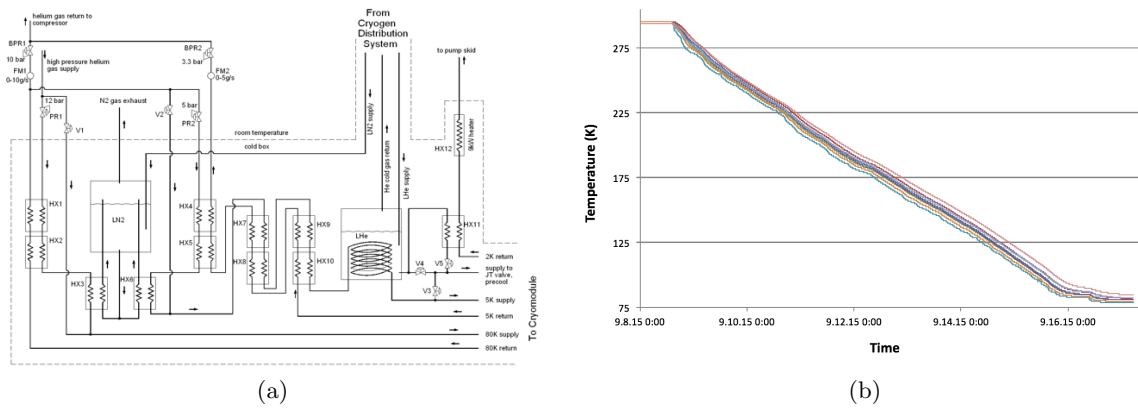 helium gas return to
compressor
BPR1
10 bar
FM1
0-10g/s
high pressure helium
gas supply
12 bar
PR1
V1
N2 gas exhaust
BPR2
3.3 bar
FM2
0-5g/s
V2
5 bar
PR2
From
Cryogen
Distribution
System
to pump skid
room temperature
cold box
LN2 supply
He cold gas return
LHe supply
HX12
9kW heater
HX1
HX2
LN2
HX3
HX6
HX4
HX5
HX7
HX8
HX9
HX10
LHe
HX11
V4
V5
V3
2K return
supply to
JT valve,
precool
5K supply
5K return
80K supply
80K return
To Cryomodule
(a)
Temperature (K)
275
225
175
125
75
9.8.15 0:00
9.10.15 0:00
9.12.15 0:00
9.14.15 0:00
9.16.15 0:00
Time
(b)